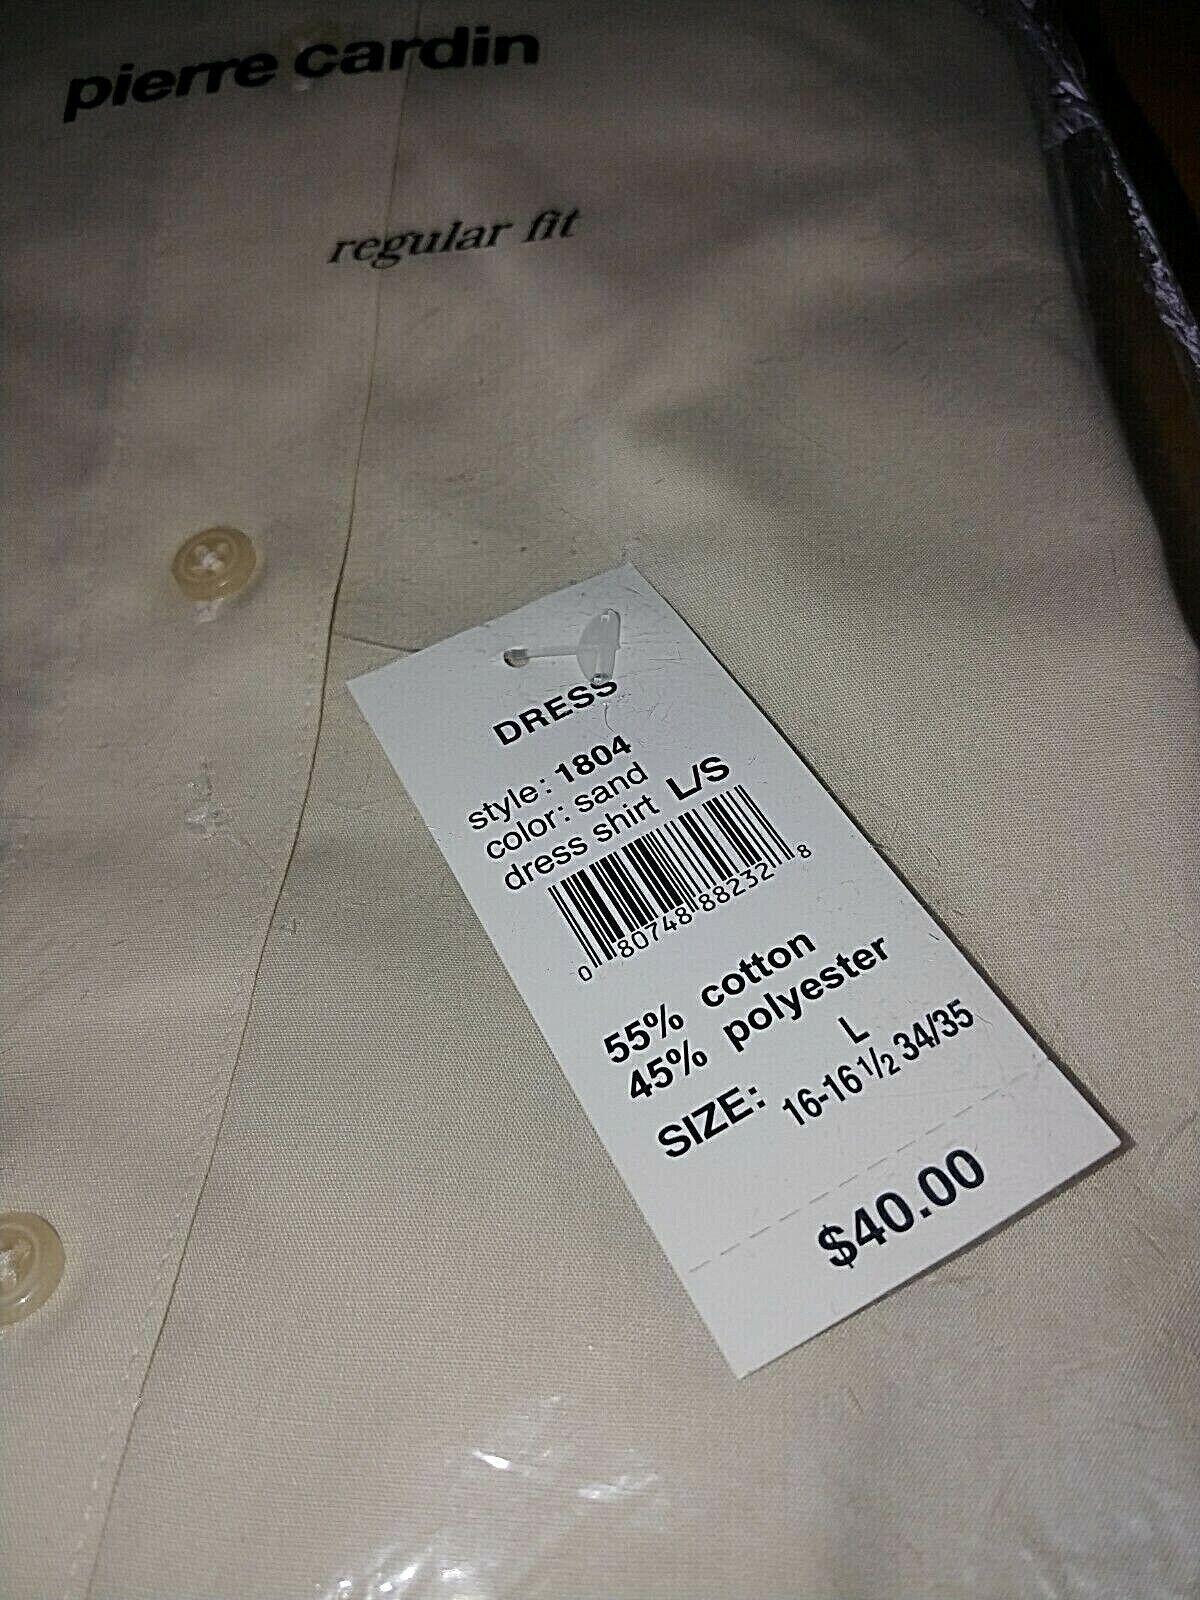 pierre cardin
regular fit
DRESS
style: 1804
color: sand
dress shirt L/S
0 80748 88232 8
55% cotton
45% polyester
L
SIZE: 16-16 1/2 34/35
$40.00